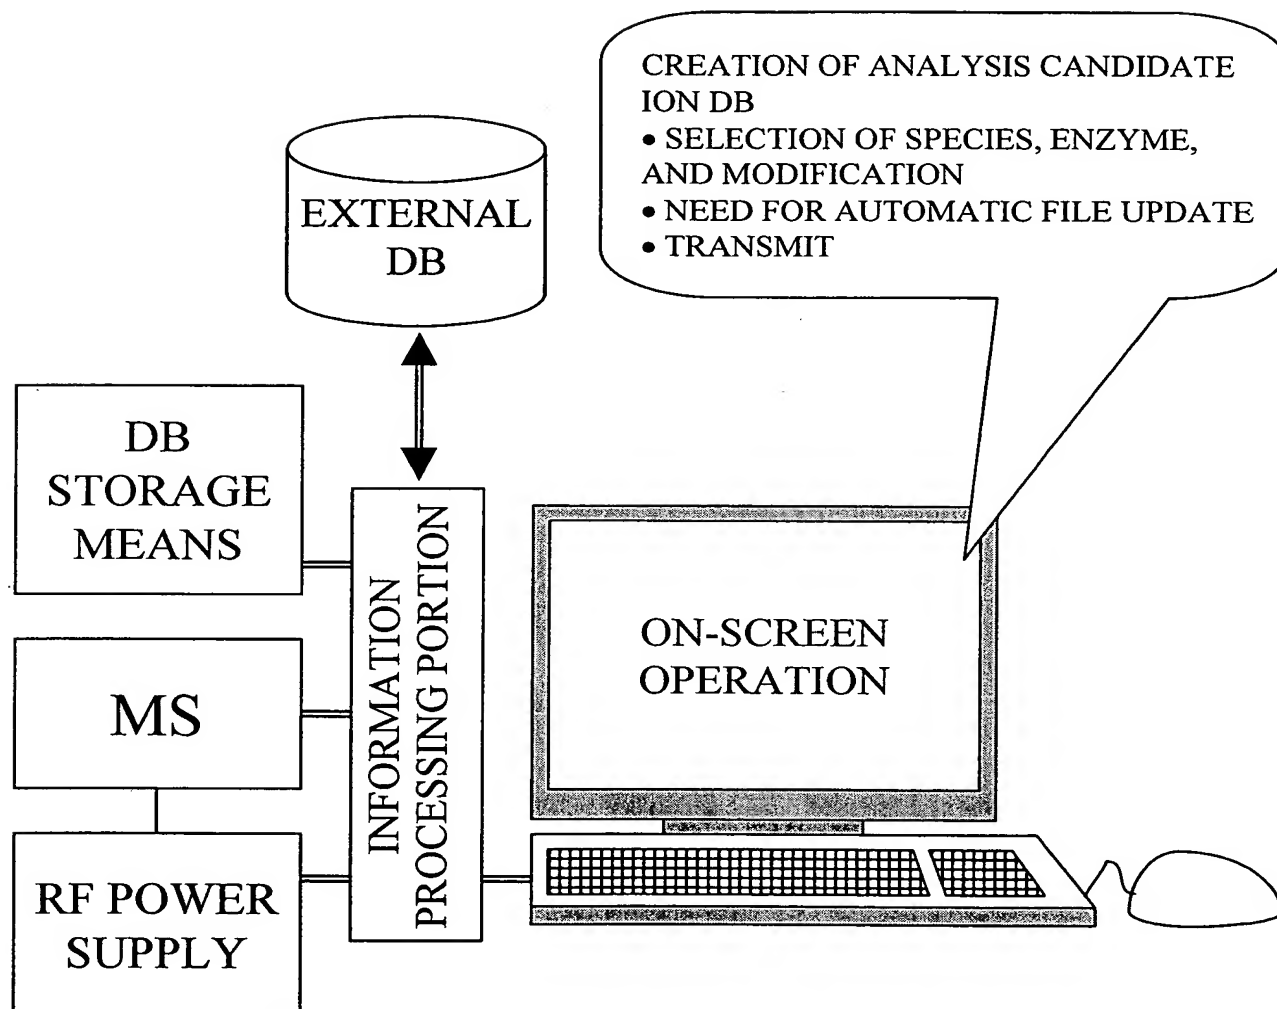 CREATION OF ANALYSIS CANDIDATE
ION DB
• SELECTION OF SPECIES, ENZYME,
AND MODIFICATION
• NEED FOR AUTOMATIC FILE UPDATE
• TRANSMIT
EXTERNAL
DB
DB
STORAGE
MEANS
MS
RF POWER
SUPPLY
INFORMATION
PROCESSING PORTION
ON-SCREEN
OPERATION